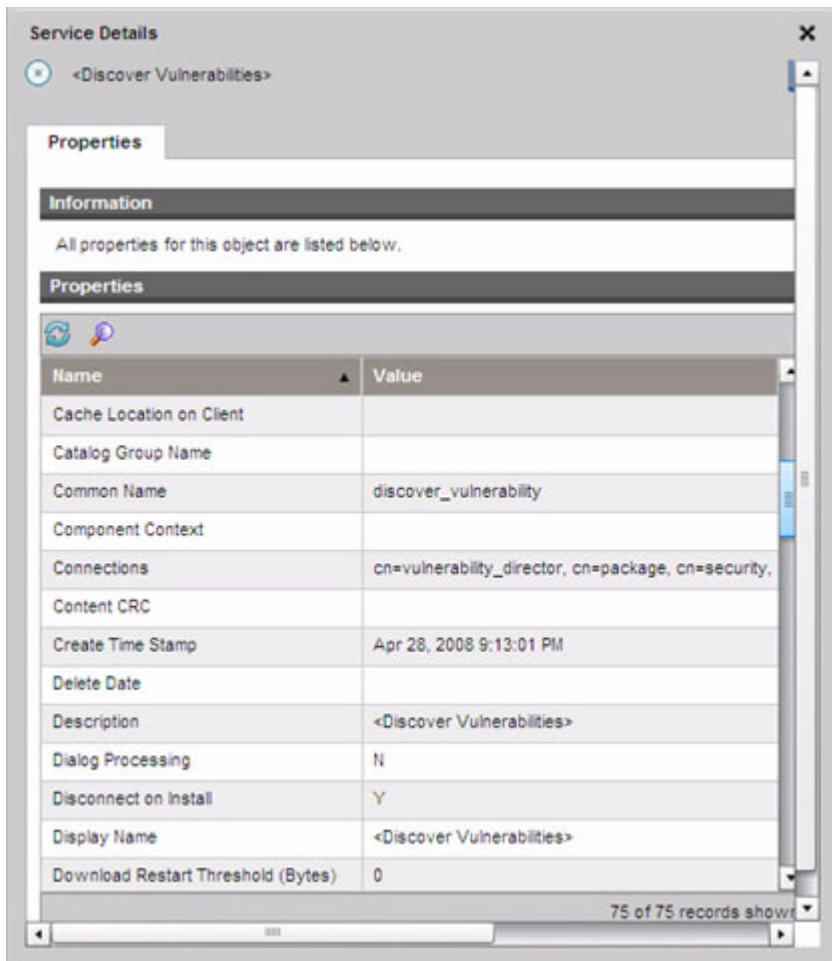 Service Details
<Discover Vulnerabilities>
Properties
Information
All properties for this object are listed below.
Properties
Name Value
Cache Location on Client
Catalog Group Name
Common Name discover_vulnerability
Component Context
Connections cn=vulnerability_director, cn=package, cn=security,
Content CRC
Create Time Stamp Apr 28, 2008 9:13:01 PM
Delete Date
Description <Discover Vulnerabilities>
Dialog Processing N
Disconnect on Install Y
Display Name <Discover Vulnerabilities>
Download Restart Threshold (Bytes) 0
75 of 75 records shown